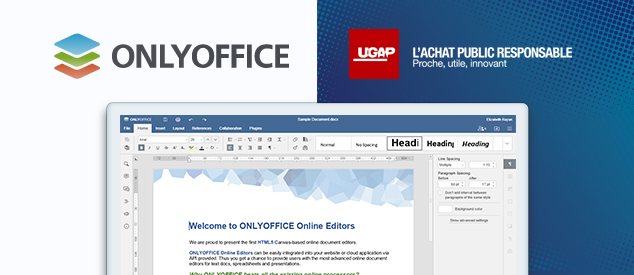 ONLYOFFICE
UGAP
L'ACHAT PUBLIC RESPONSABLE
Proche, utile, innovant
ONLYOFFICE
Sample Document.docx
File Home Insert Layout References Collaboration Plugins
Normal
No Spacing
Headi
Heading
Heading
Line Spacing
Multiple
Paragraph Spacing
Before
After
Don't add interval between
paragraphs of the same style
Background color
Show advanced settings
Welcome to ONLYOFFICE Online Editors
We are proud to present the first HTML5 Canvas-based online document editors.
ONLYOFFICE Online Editors can be easily integrated into your website or cloud application via
API provided. Thus you get a chance to provide users with the most advanced online document
editors for text docs, spreadsheets and presentations.
Why ONLYOFFICE beats all the existing online processors?